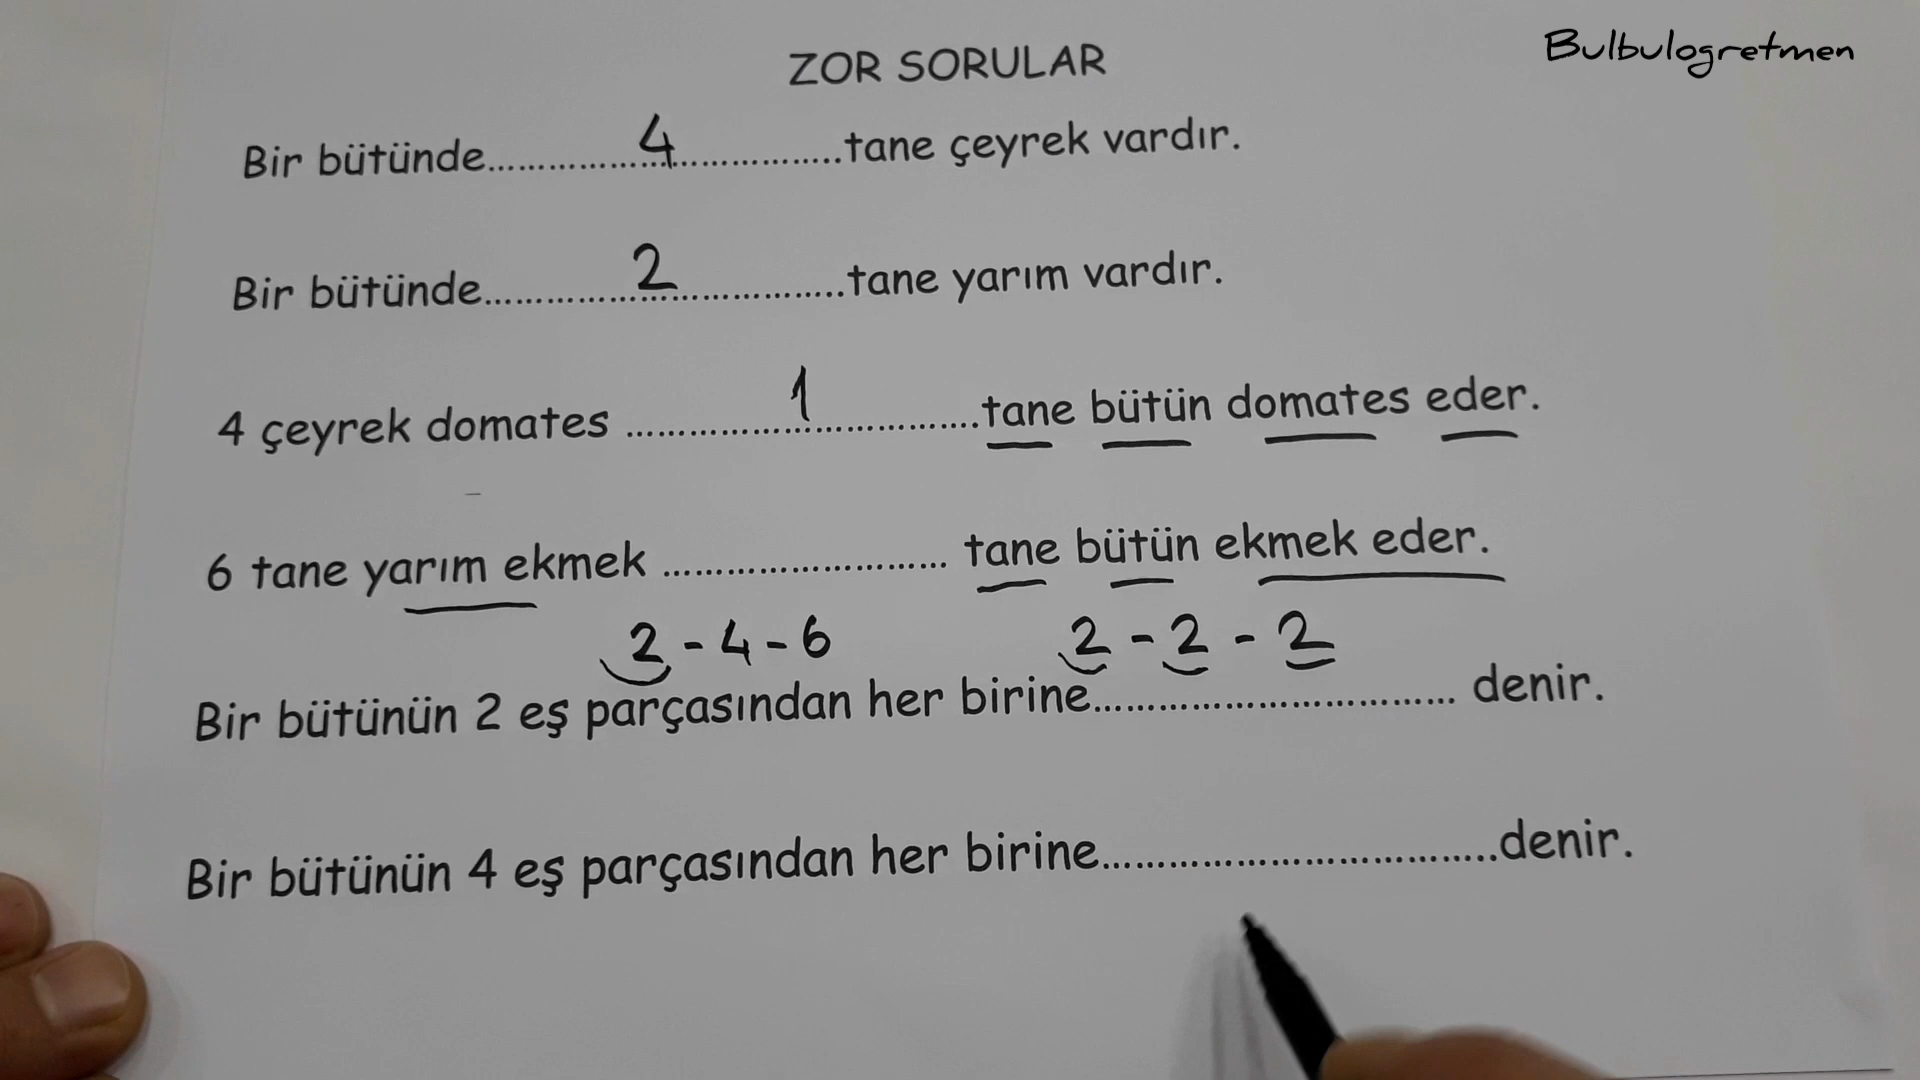 Bulbulogretmen
ZOR SORULAR
Bir bütünde..........4..........tane çeyrek vardır.
Bir bütünde..........2..........tane yarım vardır.
4 çeyrek domates ..........1..........tane bütün domates eder.
6 tane yarım ekmek .......................... tane bütün ekmek eder.
2 - 4 - 6 2 - 2 - 2
Bir bütünün 2 eş parçasından her birine.................................. denir.
Bir bütünün 4 eş parçasından her birine.....................................denir.